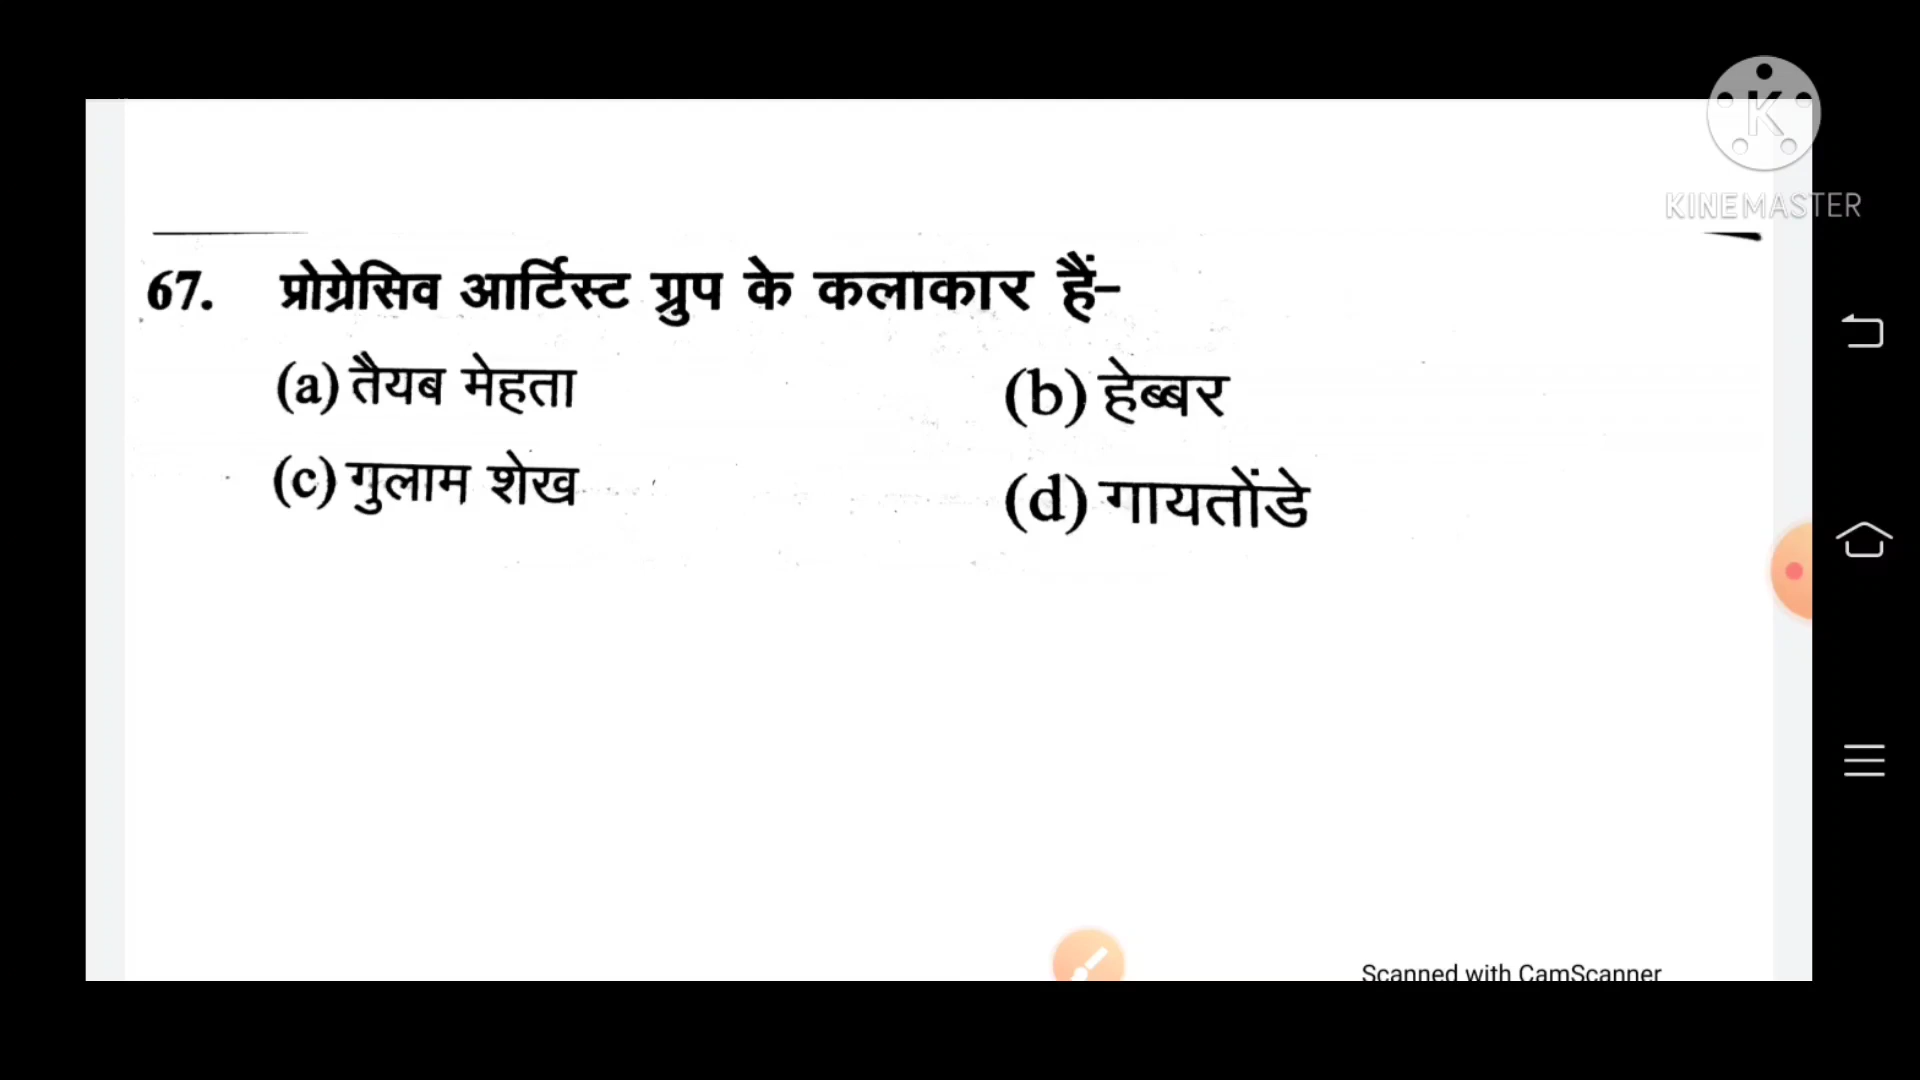 KINEMASTER
67. प्रोग्रेसिव आर्टिस्ट ग्रुप के कलाकार हैं-
(a) तैयब मेहता (b) हेब्बर
(c) गुलाम शेख (d) गायतोंडे
Scanned with CamScanner